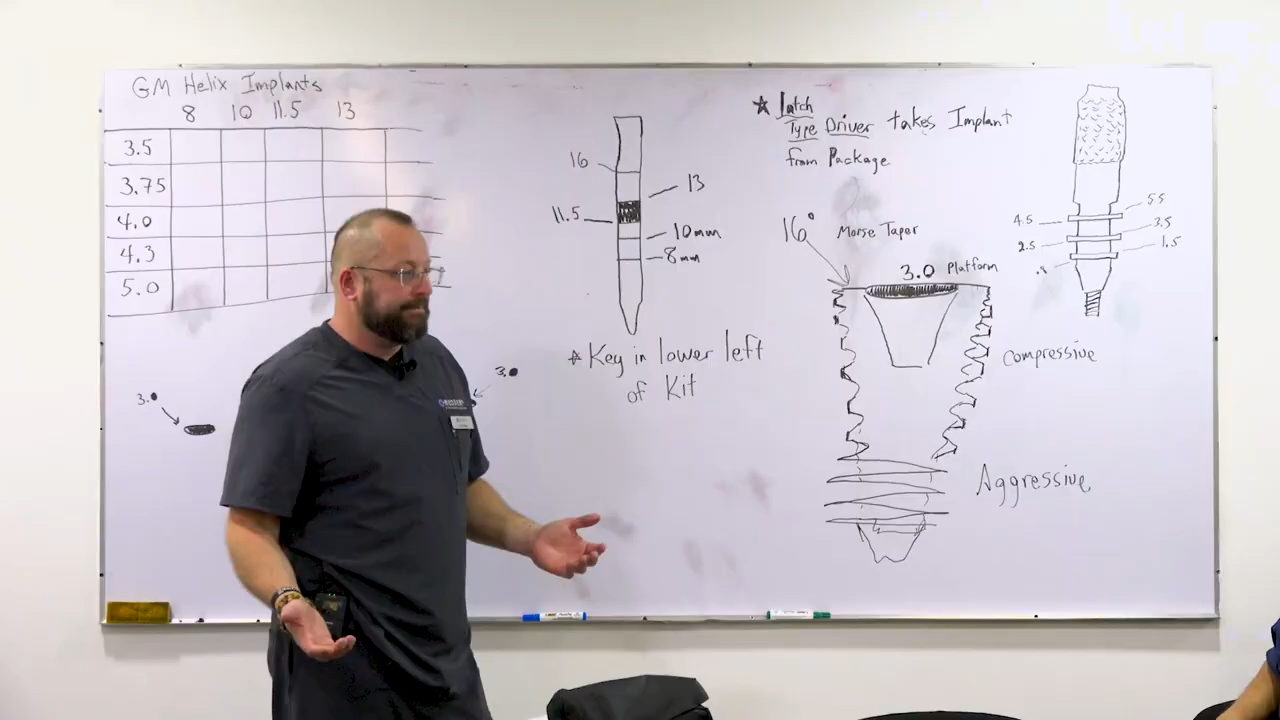 GM Helix Implants
8 10 11.5 13
3.5
3.75
4.0
4.3
5.0
3.
3.
16
13
11.5
10mm
8mm
★ Key in lower left
of Kit
★ Latch
Type Driver takes Implant
from Package
16°
Morse Taper
3.0 Platform
Compressive
Aggressive
5.5
4.5
3.5
2.5
1.5